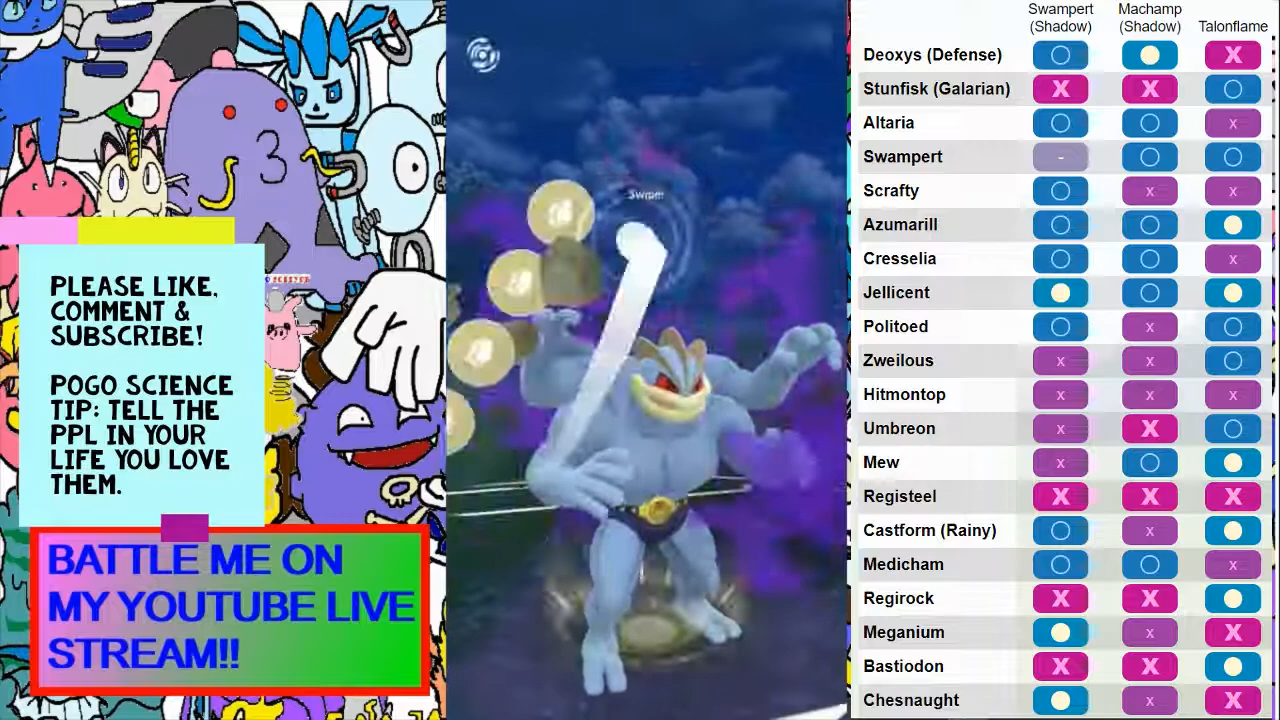 PLEASE LIKE,
COMMENT &
SUBSCRIBE!
POGO SCIENCE
TIP: TELL THE
PPL IN YOUR
LIFE YOU LOVE
THEM.
BATTLE ME ON
MY YOUTUBE LIVE
STREAM!!
3
Swipe!
Swampert (Shadow) Machamp (Shadow) Talonflame
Deoxys (Defense) X
Stunfisk (Galarian) X X
Altaria x
Swampert -
Scrafty x x
Azumarill
Cresselia x
Jellicent
Politoed x
Zweilous x x
Hitmontop x x x
Umbreon x X
Mew x
Registeel X X X
Castform (Rainy) x
Medicham x
Regirock X X
Meganium x X
Bastiodon X X
Chesnaught x X